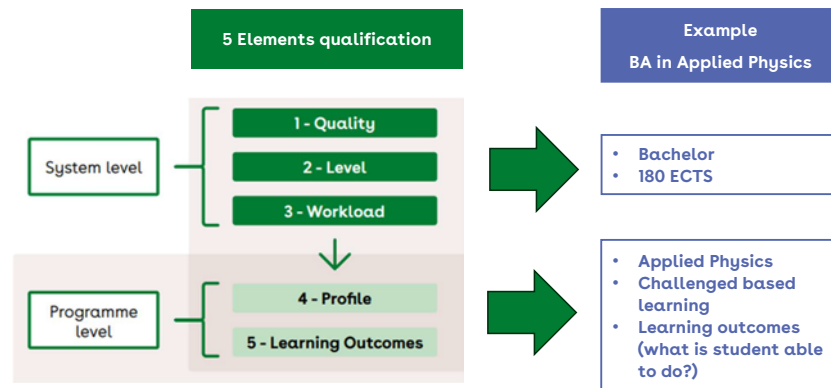 5 Elements qualification
Example
BA in Applied Physics
System level
1 - Quality
2 - Level
3 - Workload
• Bachelor
• 180 ECTS
Programme
level
4 - Profile
5 - Learning Outcomes
• Applied Physics
• Challenged based
learning
• Learning outcomes
(what is student able
to do?)